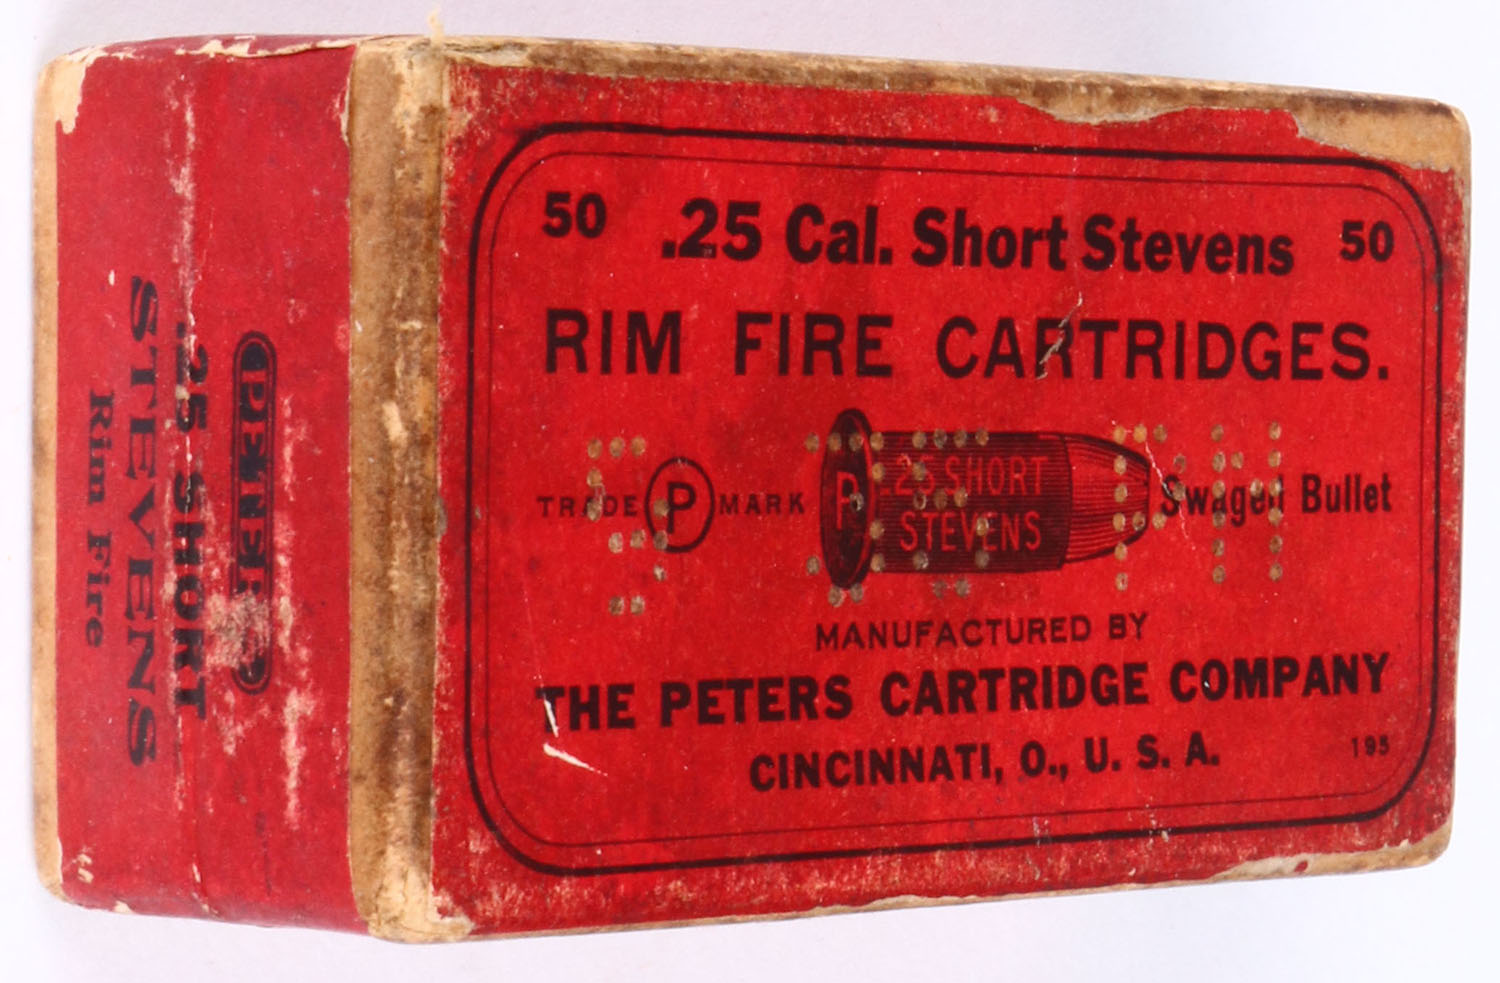 50 .25 Cal. Short Stevens 50
RIM FIRE CARTRIDGES.
TRADE P MARK
P .25 SHORT
STEVENS
Swaged Bullet
MANUFACTURED BY
THE PETERS CARTRIDGE COMPANY
CINCINNATI, O., U. S. A.
195
PETERS
.25 SHORT
STEVENS
Rim Fire